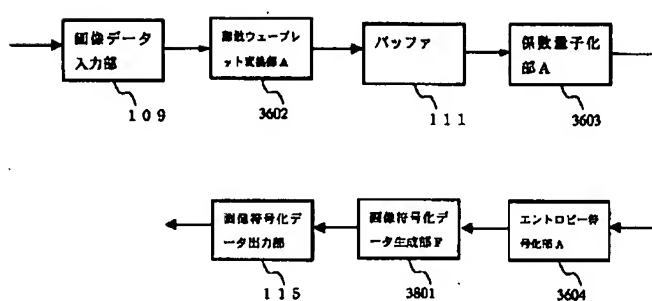 画像データ
入力部
離散ウェーブレ
ット変換部A
バッファ
係数量子化
部A
109
3602
111
3603
画像符号化デ
ータ出力部
画像符号化デ
ータ生成部F
エントロピー符
号化部A
115
3801
3604